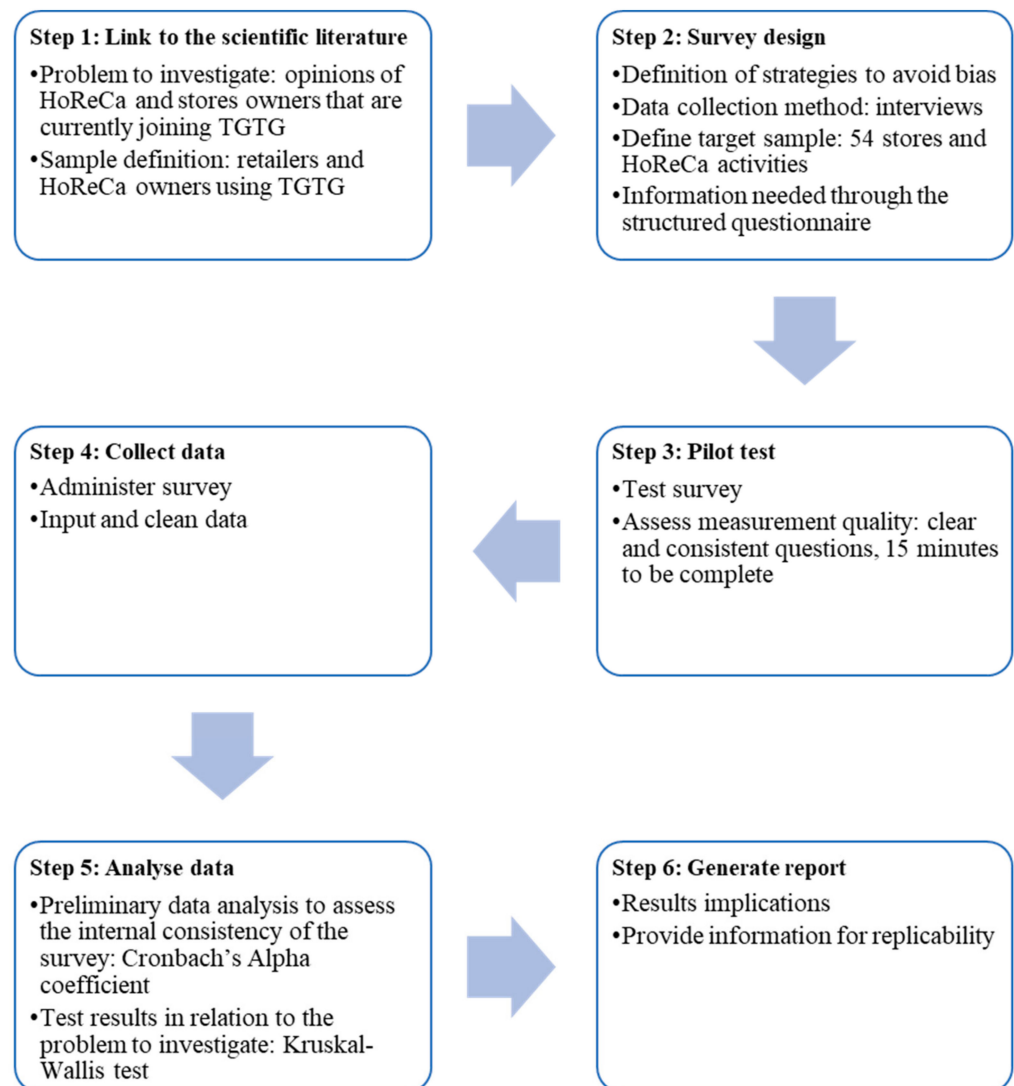 Step 1: Link to the scientific literature
•Problem to investigate: opinions of
HoReCa and stores owners that are
currently joining TGTG
•Sample definition: retailers and
HoReCa owners using TGTG
Step 2: Survey design
•Definition of strategies to avoid bias
•Data collection method: interviews
•Define target sample: 54 stores and
HoReCa activities
•Information needed through the
structured questionnaire
Step 3: Pilot test
•Test survey
•Assess measurement quality: clear
and consistent questions, 15 minutes
to be complete
Step 4: Collect data
•Administer survey
•Input and clean data
Step 5: Analyse data
•Preliminary data analysis to assess
the internal consistency of the
survey: Cronbach’s Alpha
coefficient
•Test results in relation to the
problem to investigate: Kruskal-
Wallis test
Step 6: Generate report
•Results implications
•Provide information for replicability